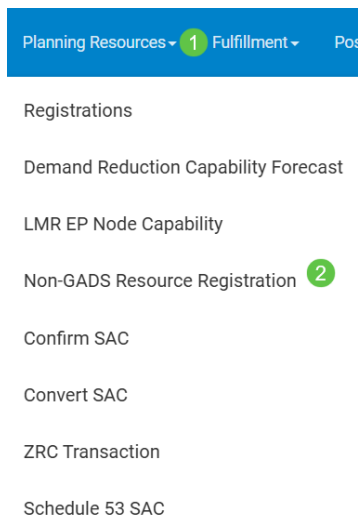 Planning Resources 1 Fulfillment Pos
Registrations
Demand Reduction Capability Forecast
LMR EP Node Capability
Non-GADS Resource Registration 2
Confirm SAC
Convert SAC
ZRC Transaction
Schedule 53 SAC